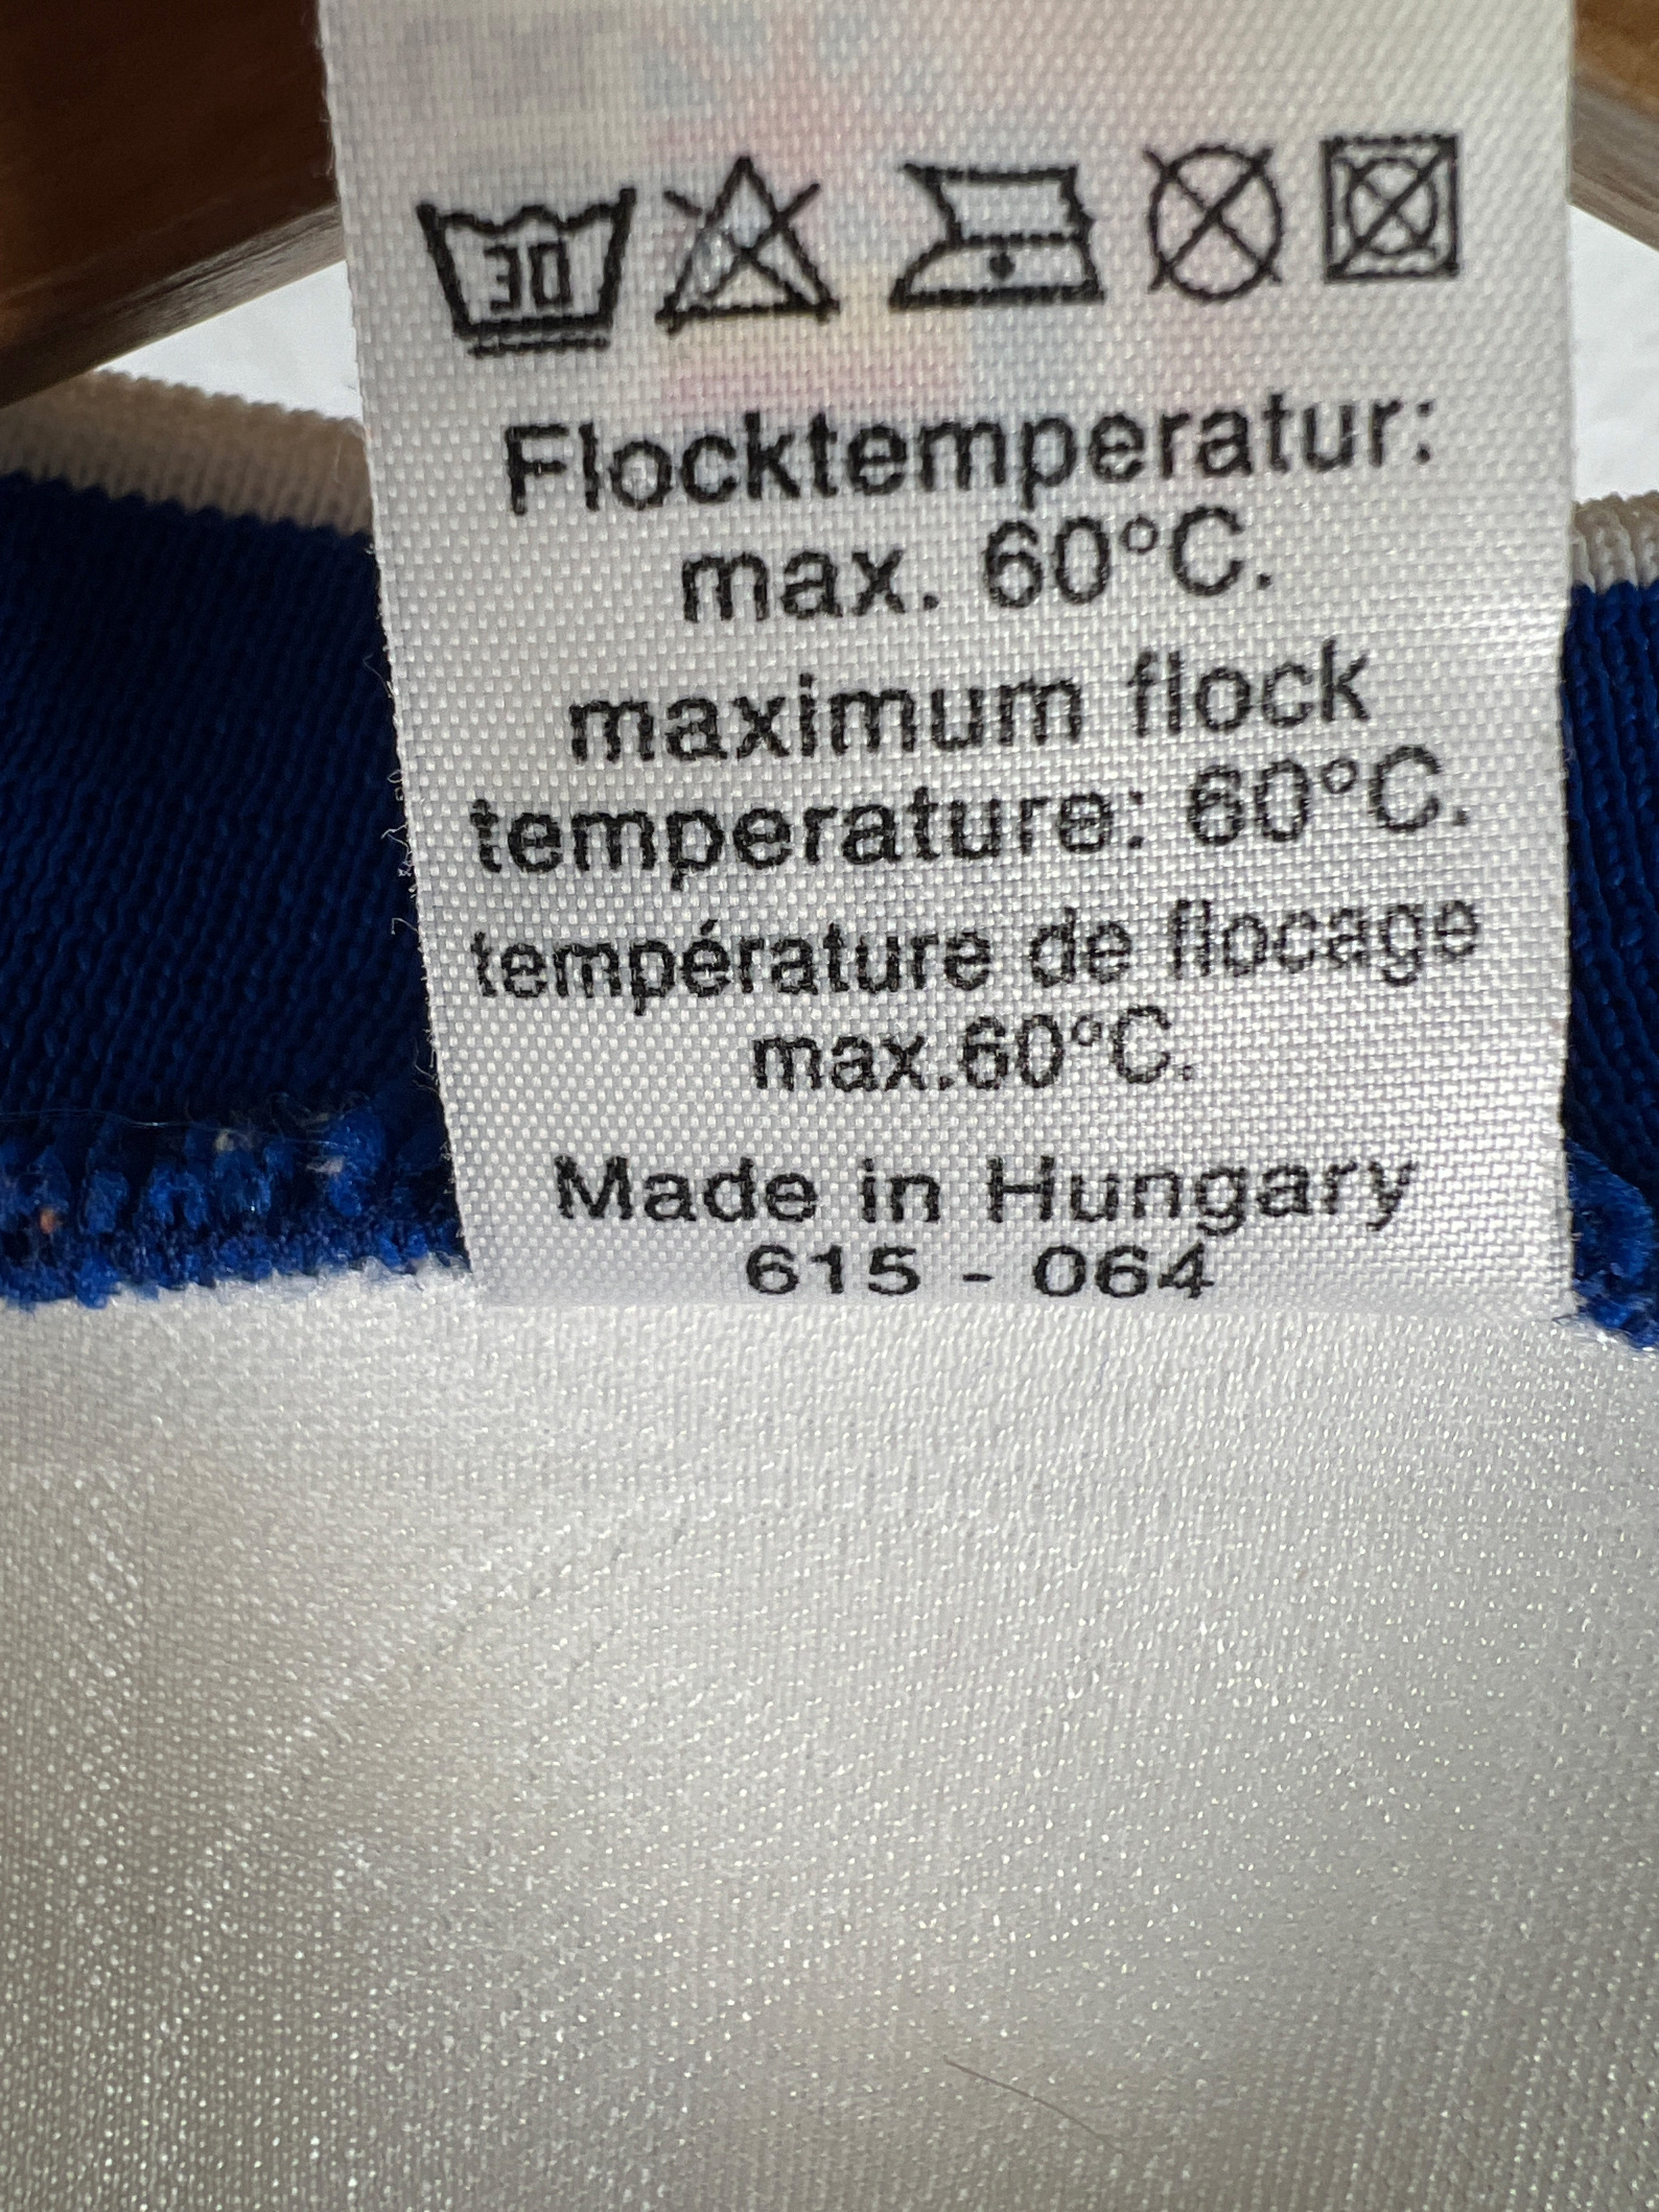 30
Flocktemperatur:
max. 60°C.
maximum flock
temperature: 60°C.
température de flocage
max.60°C.
Made in Hungary
615 - 064